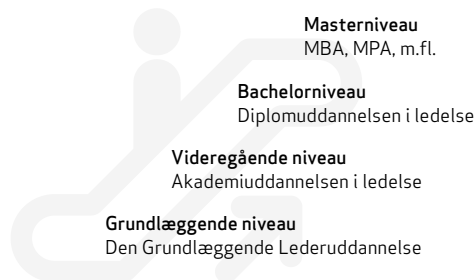 Masterniveau
MBA, MPA, m.fl.
Bachelorniveau
Diplomuddannelsen i ledelse
Videregående niveau
Akademiuddannelsen i ledelse
Grundlæggende niveau
Den Grundlæggende Lederuddannelse